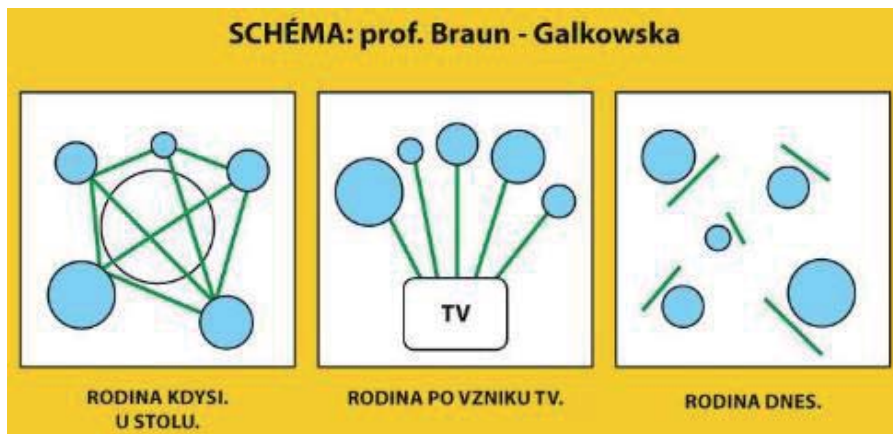 SCHÉMA: prof. Braun - Galkowska
TV
RODINA KDYSI.
U STOLU.
RODINA PO VZNIKU TV.
RODINA DNES.